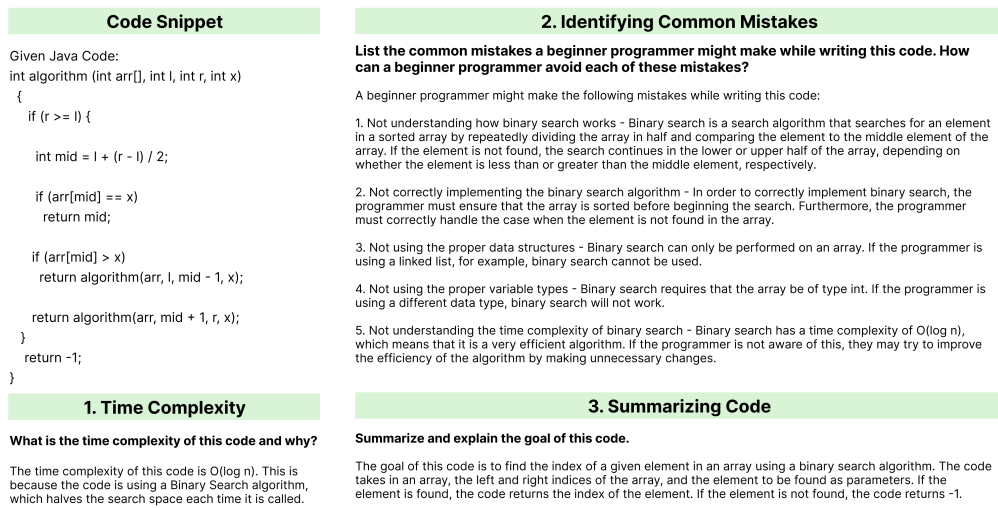 Code Snippet
Given Java Code:
int algorithm (int arr[], int l, int r, int x)
{
if (r >= l) {
int mid = l + (r - l) / 2;
if (arr[mid] == x)
return mid;
if (arr[mid] > x)
return algorithm(arr, l, mid - 1, x);
return algorithm(arr, mid + 1, r, x);
}
return -1;
}
1. Time Complexity
What is the time complexity of this code and why?
The time complexity of this code is O(log n). This is
because the code is using a Binary Search algorithm,
which halves the search space each time it is called.
2. Identifying Common Mistakes
List the common mistakes a beginner programmer might make while writing this code. How
can a beginner programmer avoid each of these mistakes?
A beginner programmer might make the following mistakes while writing this code:
1. Not understanding how binary search works - Binary search is a search algorithm that searches for an element
in a sorted array by repeatedly dividing the array in half and comparing the element to the middle element of the
array. If the element is not found, the search continues in the lower or upper half of the array, depending on
whether the element is less than or greater than the middle element, respectively.
2. Not correctly implementing the binary search algorithm - In order to correctly implement binary search, the
programmer must ensure that the array is sorted before beginning the search. Furthermore, the programmer
must correctly handle the case when the element is not found in the array.
3. Not using the proper data structures - Binary search can only be performed on an array. If the programmer is
using a linked list, for example, binary search cannot be used.
4. Not using the proper variable types - Binary search requires that the array be of type int. If the programmer is
using a different data type, binary search will not work.
5. Not understanding the time complexity of binary search - Binary search has a time complexity of O(log n),
which means that it is a very efficient algorithm. If the programmer is not aware of this, they may try to improve
the efficiency of the algorithm by making unnecessary changes.
3. Summarizing Code
Summarize and explain the goal of this code.
The goal of this code is to find the index of a given element in an array using a binary search algorithm. The code
takes in an array, the left and right indices of the array, and the element to be found as parameters. If the
element is found, the code returns the index of the element. If the element is not found, the code returns -1.